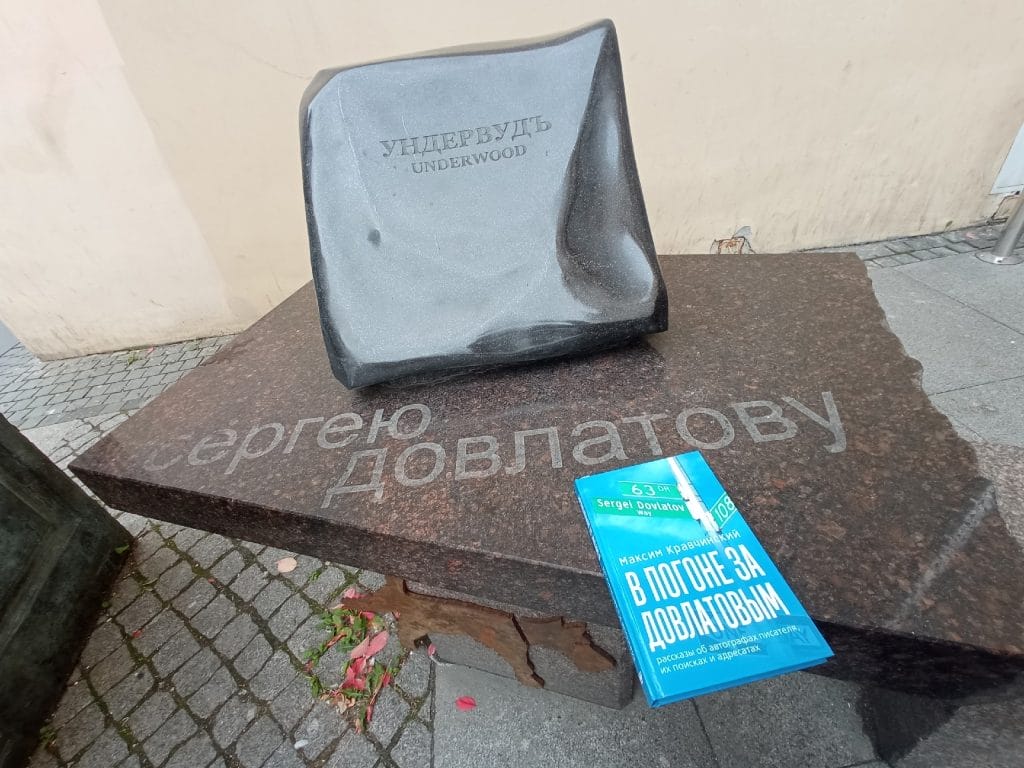 УНДЕРВУДЪ
UNDERWOOD
сергею
довлатову
63 DR
Sergei Dovlatov
Way
108
Максим Кравчинский
В ПОГОНЕ ЗА
ДОВЛАТОВЫМ
рассказы об автографах писателя,
их поисках и адресатах